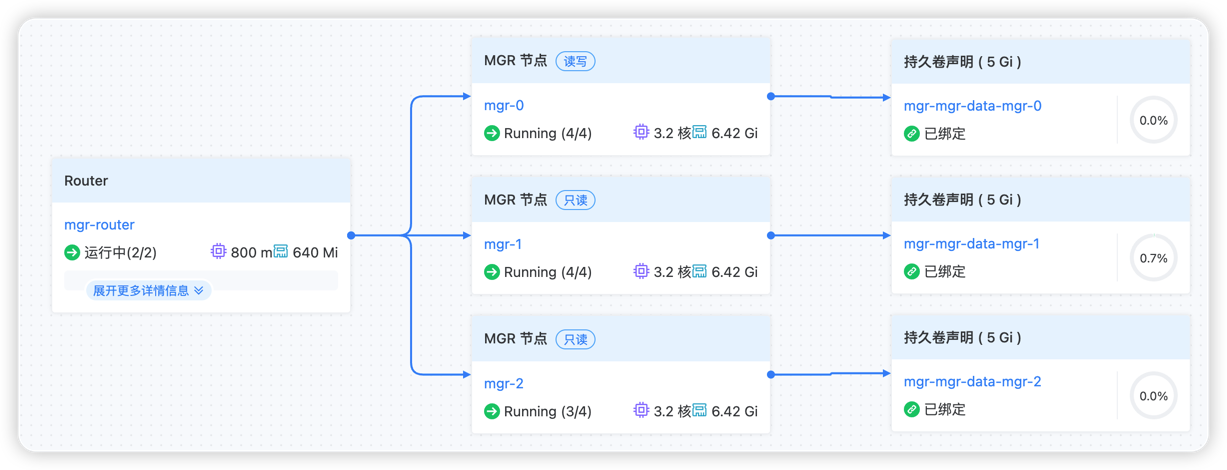 Router
mgr-router
运行中(2/2) 800 m 640 Mi
展开更多详情信息
MGR 节点 读写
mgr-0
Running (4/4) 3.2 核 6.42 Gi
MGR 节点 只读
mgr-1
Running (4/4) 3.2 核 6.42 Gi
MGR 节点 只读
mgr-2
Running (3/4) 3.2 核 6.42 Gi
持久卷声明 ( 5 Gi )
mgr-mgr-data-mgr-0
已绑定 0.0%
持久卷声明 ( 5 Gi )
mgr-mgr-data-mgr-1
已绑定 0.7%
持久卷声明 ( 5 Gi )
mgr-mgr-data-mgr-2
已绑定 0.0%